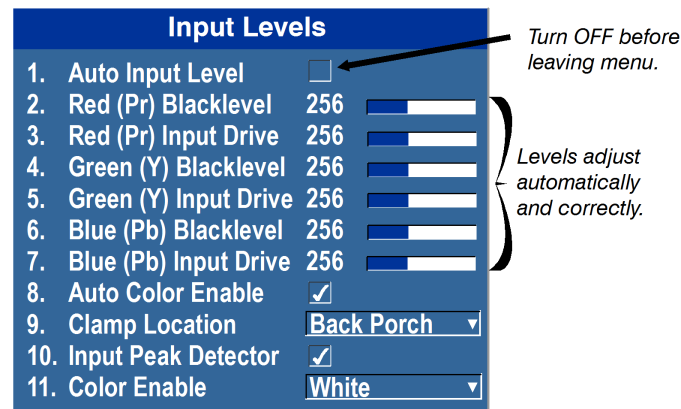 Input Levels
1. Auto Input Level
2. Red (Pr) Blacklevel 256
3. Red (Pr) Input Drive 256
4. Green (Y) Blacklevel 256
5. Green (Y) Input Drive 256
6. Blue (Pb) Blacklevel 256
7. Blue (Pb) Input Drive 256
8. Auto Color Enable
9. Clamp Location Back Porch
10. Input Peak Detector
11. Color Enable White
Turn OFF before
leaving menu.
Levels adjust
automatically
and correctly.